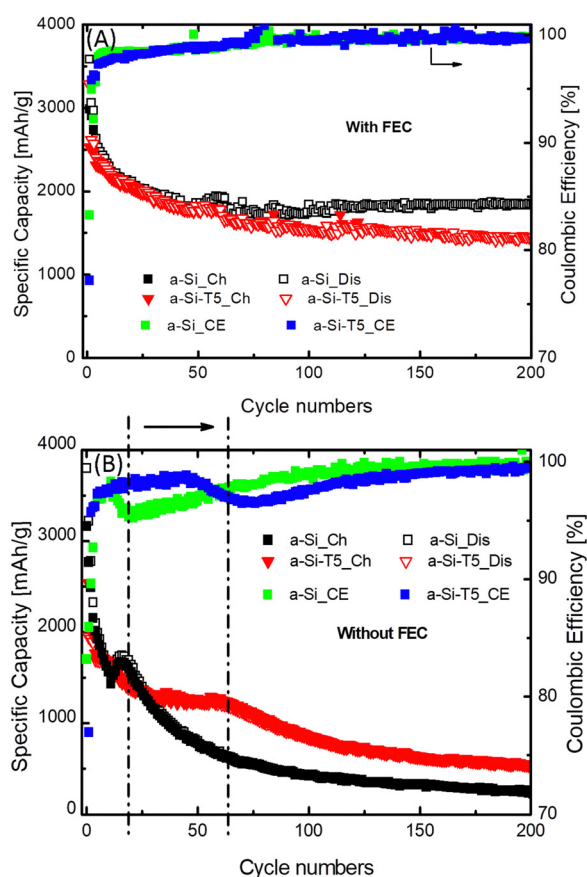 (A)
4000
3000
2000
1000
0
Specific Capacity [mAh/g]
100
90
80
70
Coulombic Efficiency [%]
With FEC
a-Si_Ch a-Si_Dis
a-Si-T5_Ch a-Si-T5_Dis
a-Si_CE a-Si-T5_CE
0 50 100 150 200
Cycle numbers
(B)
4000
3000
2000
1000
0
Specific Capacity [mAh/g]
100
90
80
70
Coulombic Efficiency [%]
a-Si_Ch a-Si_Dis
a-Si-T5_Ch a-Si-T5_Dis
a-Si_CE a-Si-T5_CE
Without FEC
0 50 100 150 200
Cycle numbers